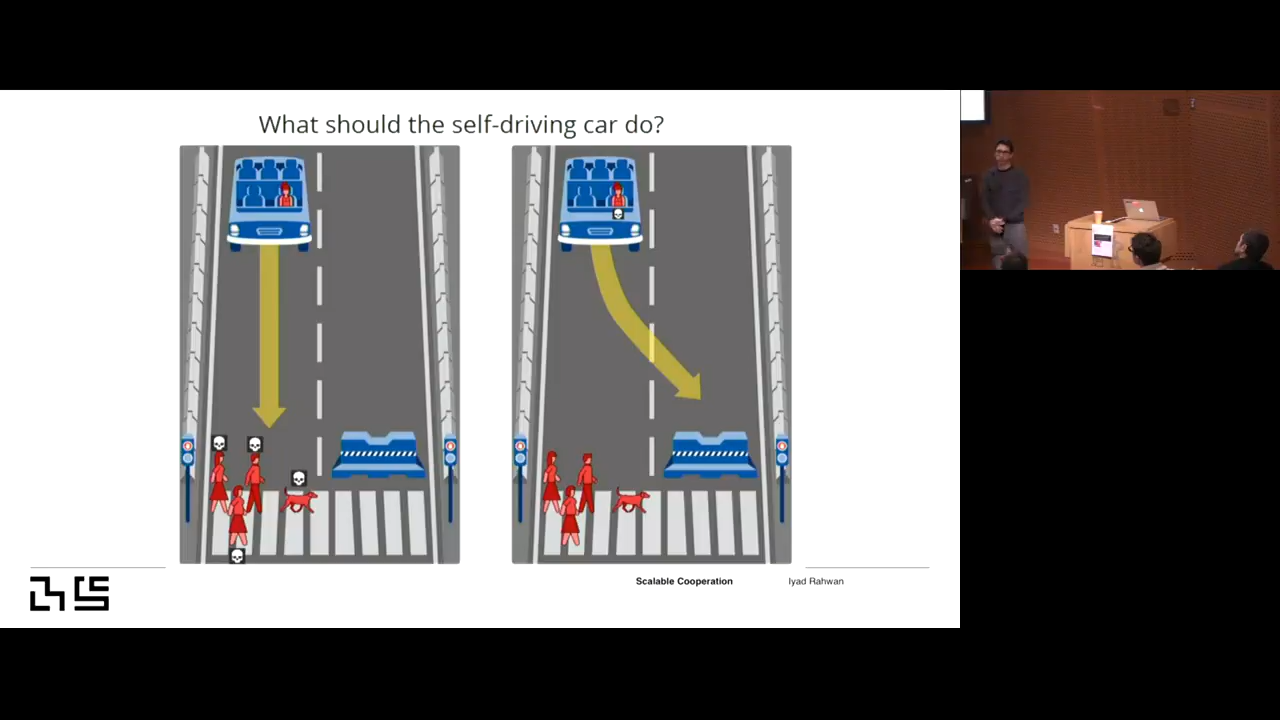 What should the self-driving car do?
Scalable Cooperation
Iyad Rahwan